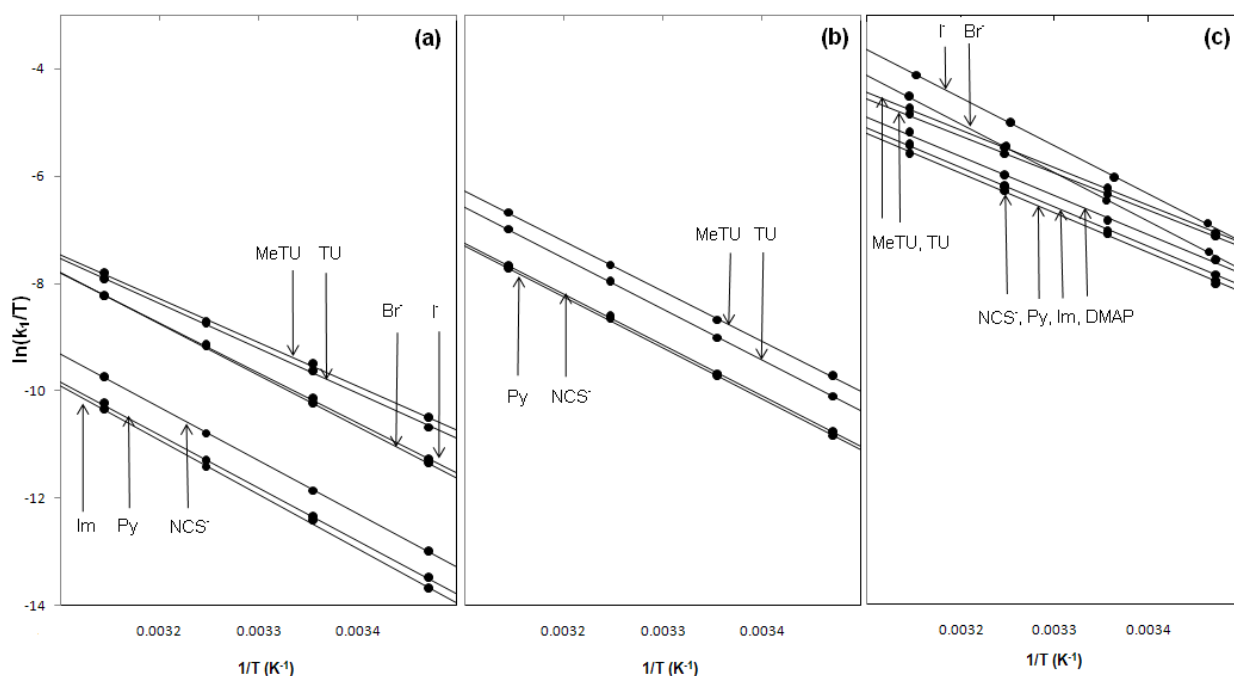 (a)
(b)
(c)
I-
Br-
-4
-6
-8
-10
-12
-14
ln(k1/T)
MeTU
TU
Br-
I-
Im
Py
NCS-
MeTU
TU
Py
NCS-
MeTU, TU
NCS-, Py, Im, DMAP
0.0032
0.0033
0.0034
0.0032
0.0033
0.0034
0.0032
0.0033
0.0034
1/T (K-1)
1/T (K-1)
1/T (K-1)